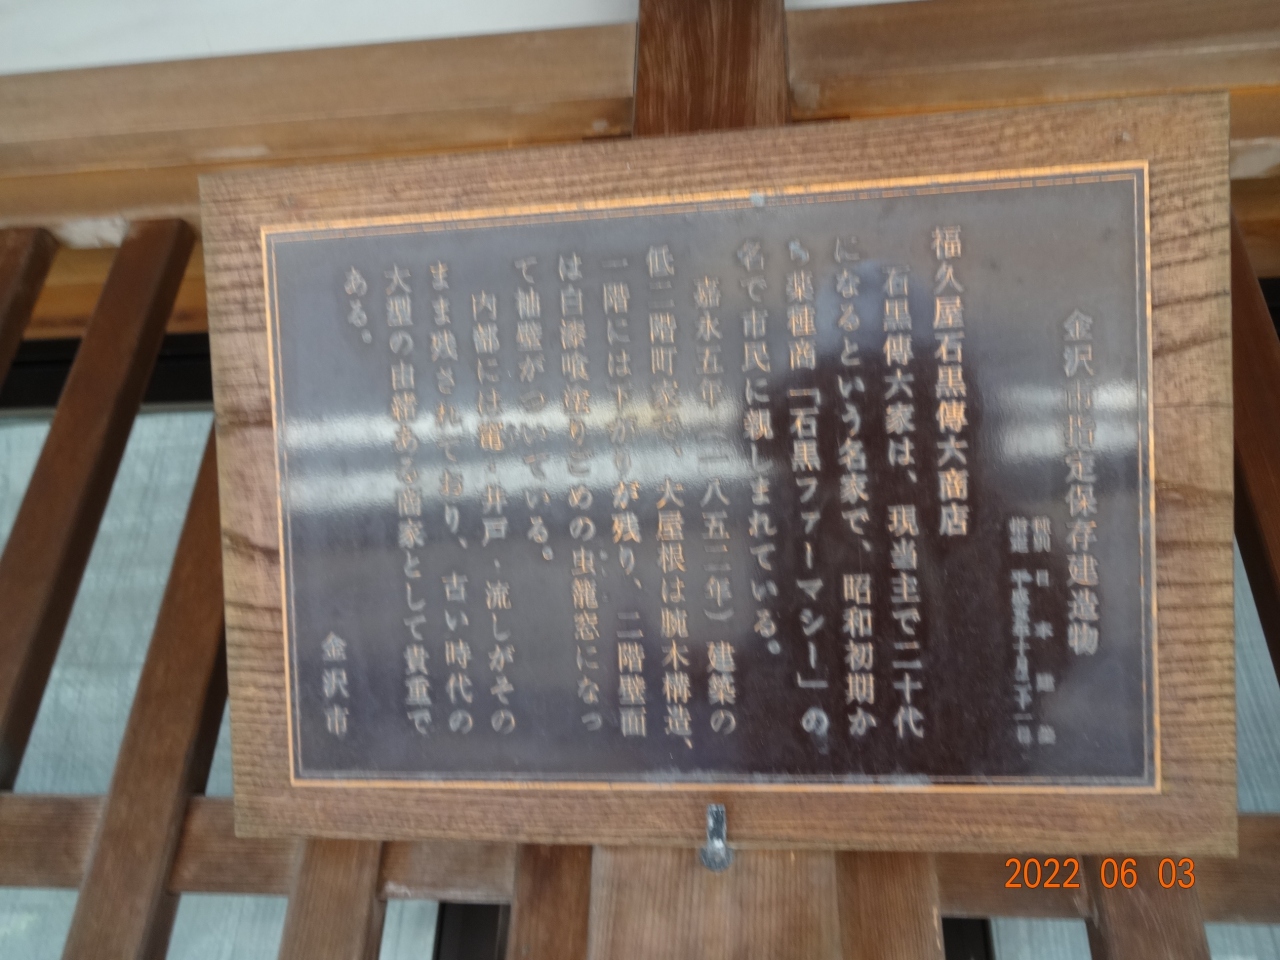 金沢市指定保存建造物
福久屋石黒傳六商店
石黒傳六家は、現当主で二十代
になるという名家で、昭和初期か
ら薬種商「石黒ファーマシー」の
名で市民に親しまれている。
嘉永五年（一八五二年）建築の
低二階町家で、大屋根は腕木構造、
一階には下がりが残り、二階壁面
は白漆喰塗りごめの虫籠窓になっ
て袖壁がついている。
内部には竈・井戸・流しがその
まま残されており、古い時代の
大型の由緒ある商家として貴重で
ある。
金沢市
2022 06 03